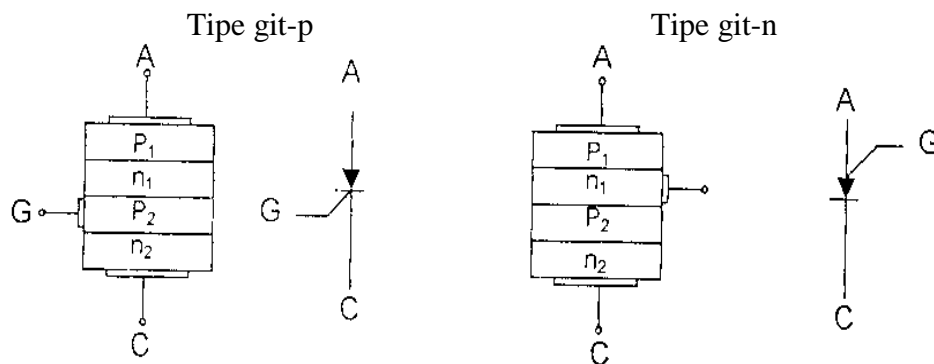 Tipe git-p
Tipe git-n
A
A
A
A
P₁
n₁
G
P₂
n₂
G
C
C
P₁
n₁
P₂
n₂
G
C
C